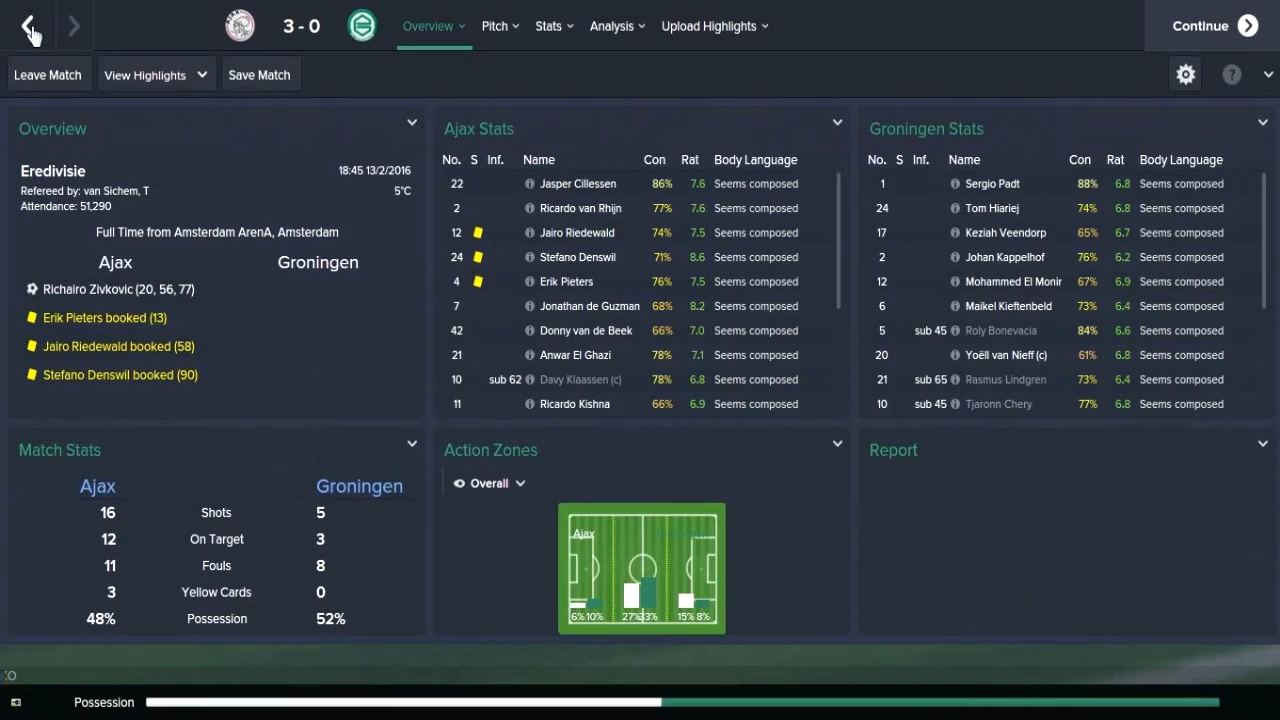 3 - 0
Overview
Pitch
Stats
Analysis
Upload Highlights
Continue
Leave Match
View Highlights
Save Match
?
Overview
Eredivisie
18:45 13/2/2016
Refereed by: van Sichem, T
5°C
Attendance: 51,290
Full Time from Amsterdam ArenA, Amsterdam
Ajax Groningen
Richairo Zivkovic (20, 56, 77)
Erik Pieters booked (13)
Jairo Riedewald booked (58)
Stefano Denswil booked (90)
Ajax Stats
No. S Inf. Name Con Rat Body Language
22 Jasper Cillessen 86% 7.6 Seems composed
2 Ricardo van Rhijn 77% 7.6 Seems composed
12 Jairo Riedewald 74% 7.5 Seems composed
24 Stefano Denswil 71% 8.6 Seems composed
4 Erik Pieters 76% 7.5 Seems composed
7 Jonathan de Guzman 68% 8.2 Seems composed
42 Donny van de Beek 66% 7.0 Seems composed
21 Anwar El Ghazi 78% 7.1 Seems composed
10 sub 62 Davy Klaassen (c) 78% 6.8 Seems composed
11 Ricardo Kishna 66% 6.9 Seems composed
Groningen Stats
No. S Inf. Name Con Rat Body Language
1 Sergio Padt 88% 6.8 Seems composed
24 Tom Hiariej 74% 6.8 Seems composed
17 Keziah Veendorp 65% 6.7 Seems composed
2 Johan Kappelhof 76% 6.2 Seems composed
12 Mohammed El Monir 67% 6.9 Seems composed
6 Maikel Kieftenbeld 73% 6.4 Seems composed
5 sub 45 Roly Bonevacia 84% 6.6 Seems composed
20 Yoëll van Nieff (c) 61% 6.8 Seems composed
21 sub 65 Rasmus Lindgren 73% 6.4 Seems composed
10 sub 45 Tjaronn Chery 77% 6.8 Seems composed
Match Stats
Ajax Groningen
16 Shots 5
12 On Target 3
11 Fouls 8
3 Yellow Cards 0
48% Possession 52%
Action Zones
Overall
Ajax
6% 10% 27% 33% 15% 8%
Report
Possession